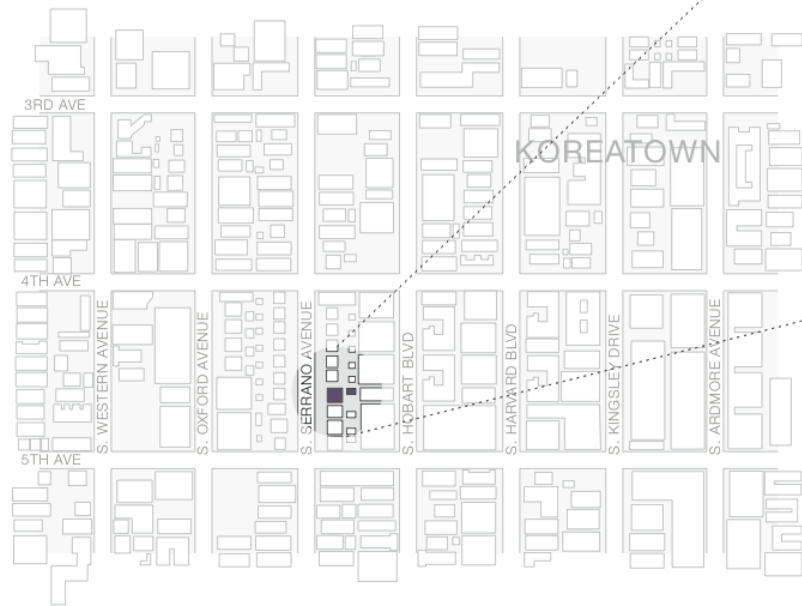 3RD AVE
KOREATOWN
4TH AVE
S. WESTERN AVENUE
S. OXFORD AVENUE
S. SERRANO AVENUE
S. HOBART BLVD
S. HARVARD BLVD
S. KINGSLEY DRIVE
S. ARDMORE AVENUE
5TH AVE